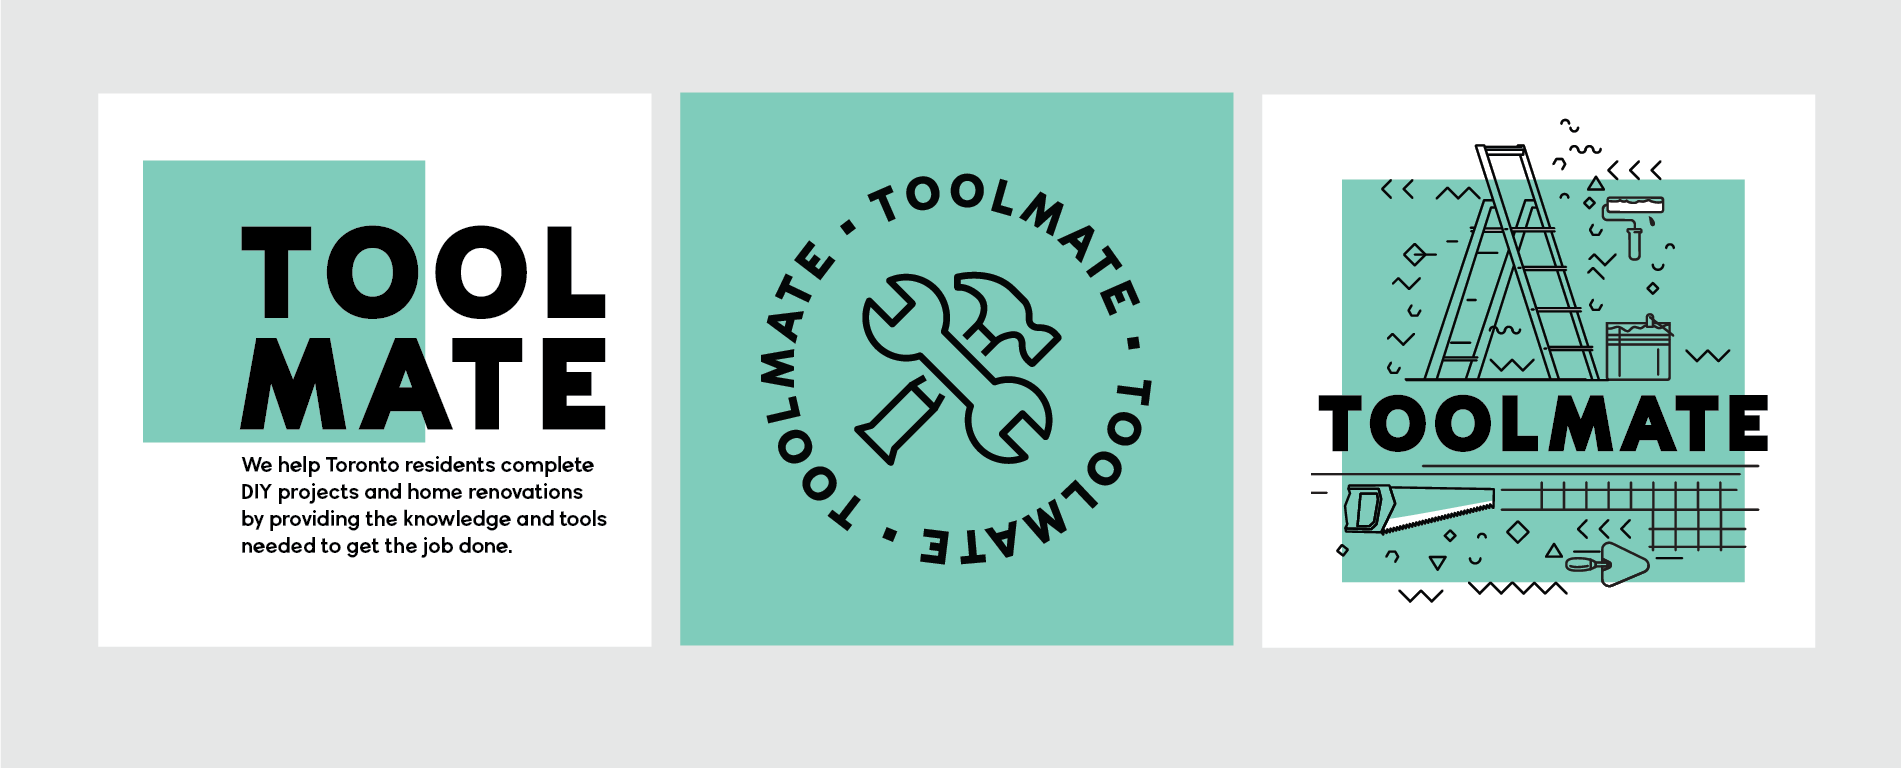 TOOL
MATE
We help Toronto residents complete
DIY projects and home renovations
by providing the knowledge and tools
needed to get the job done.
TOOLMATE · TOOLMATE · TOOLMATE ·
TOOLMATE